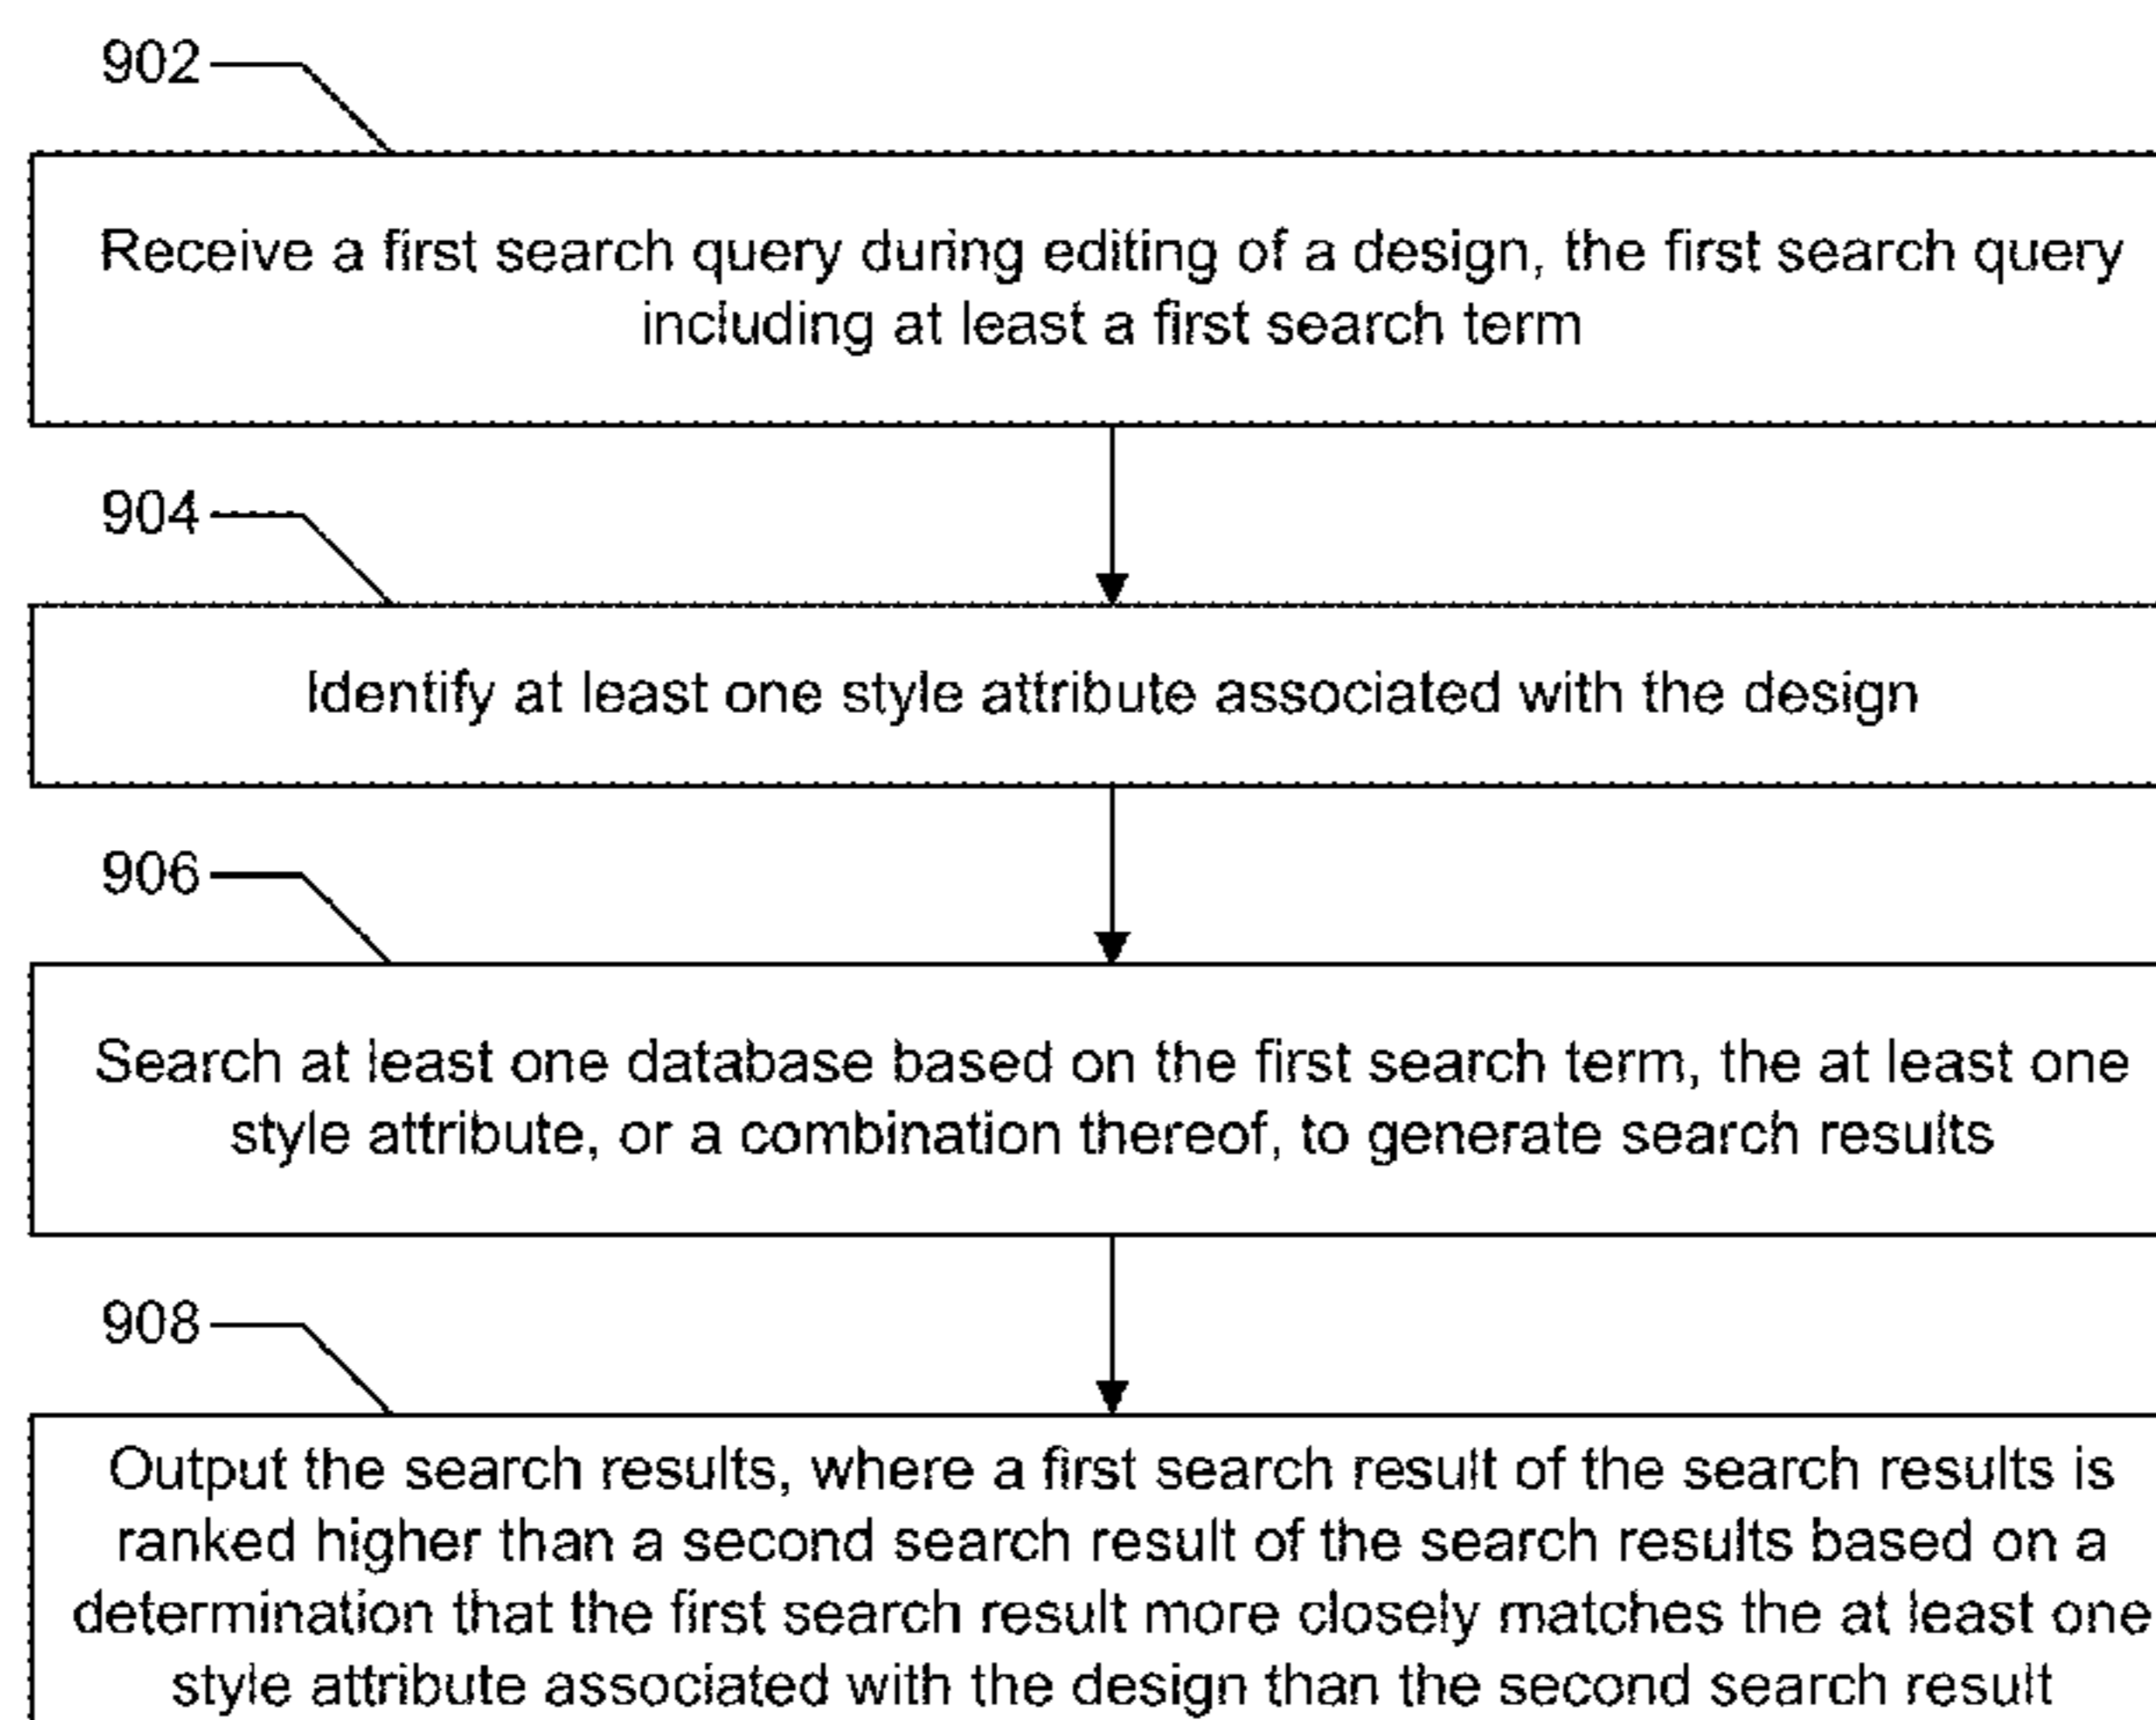 902
Receive a first search query during editing of a design, the first search query
including at least a first search term
904
Identify at least one style attribute associated with the design
906
Search at least one database based on the first search term, the at least one
style attribute, or a combination thereof, to generate search results
908
Output the search results, where a first search result of the search results is
ranked higher than a second search result of the search results based on a
determination that the first search result more closely matches the at least one
style attribute associated with the design than the second search result